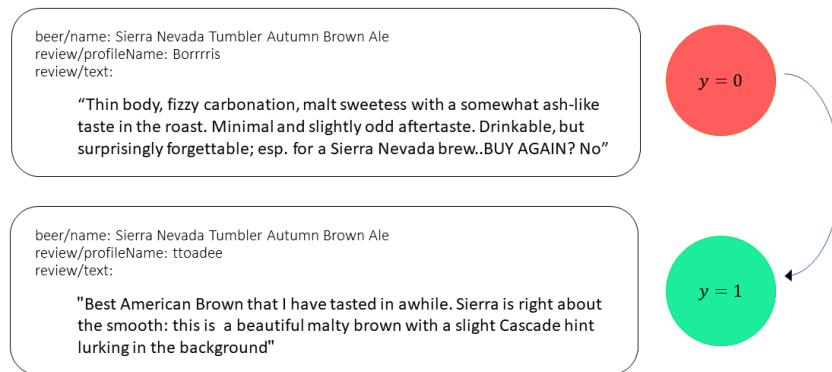 beer/name: Sierra Nevada Tumbler Autumn Brown Ale
review/profileName: Borrrris
review/text:
“Thin body, fizzy carbonation, malt sweetess with a somewhat ash-like
taste in the roast. Minimal and slightly odd aftertaste. Drinkable, but
surprisingly forgettable; esp. for a Sierra Nevada brew..BUY AGAIN? No”
y = 0
beer/name: Sierra Nevada Tumbler Autumn Brown Ale
review/profileName: ttoadee
review/text:
"Best American Brown that I have tasted in awhile. Sierra is right about
the smooth: this is  a beautiful malty brown with a slight Cascade hint
lurking in the background"
y = 1